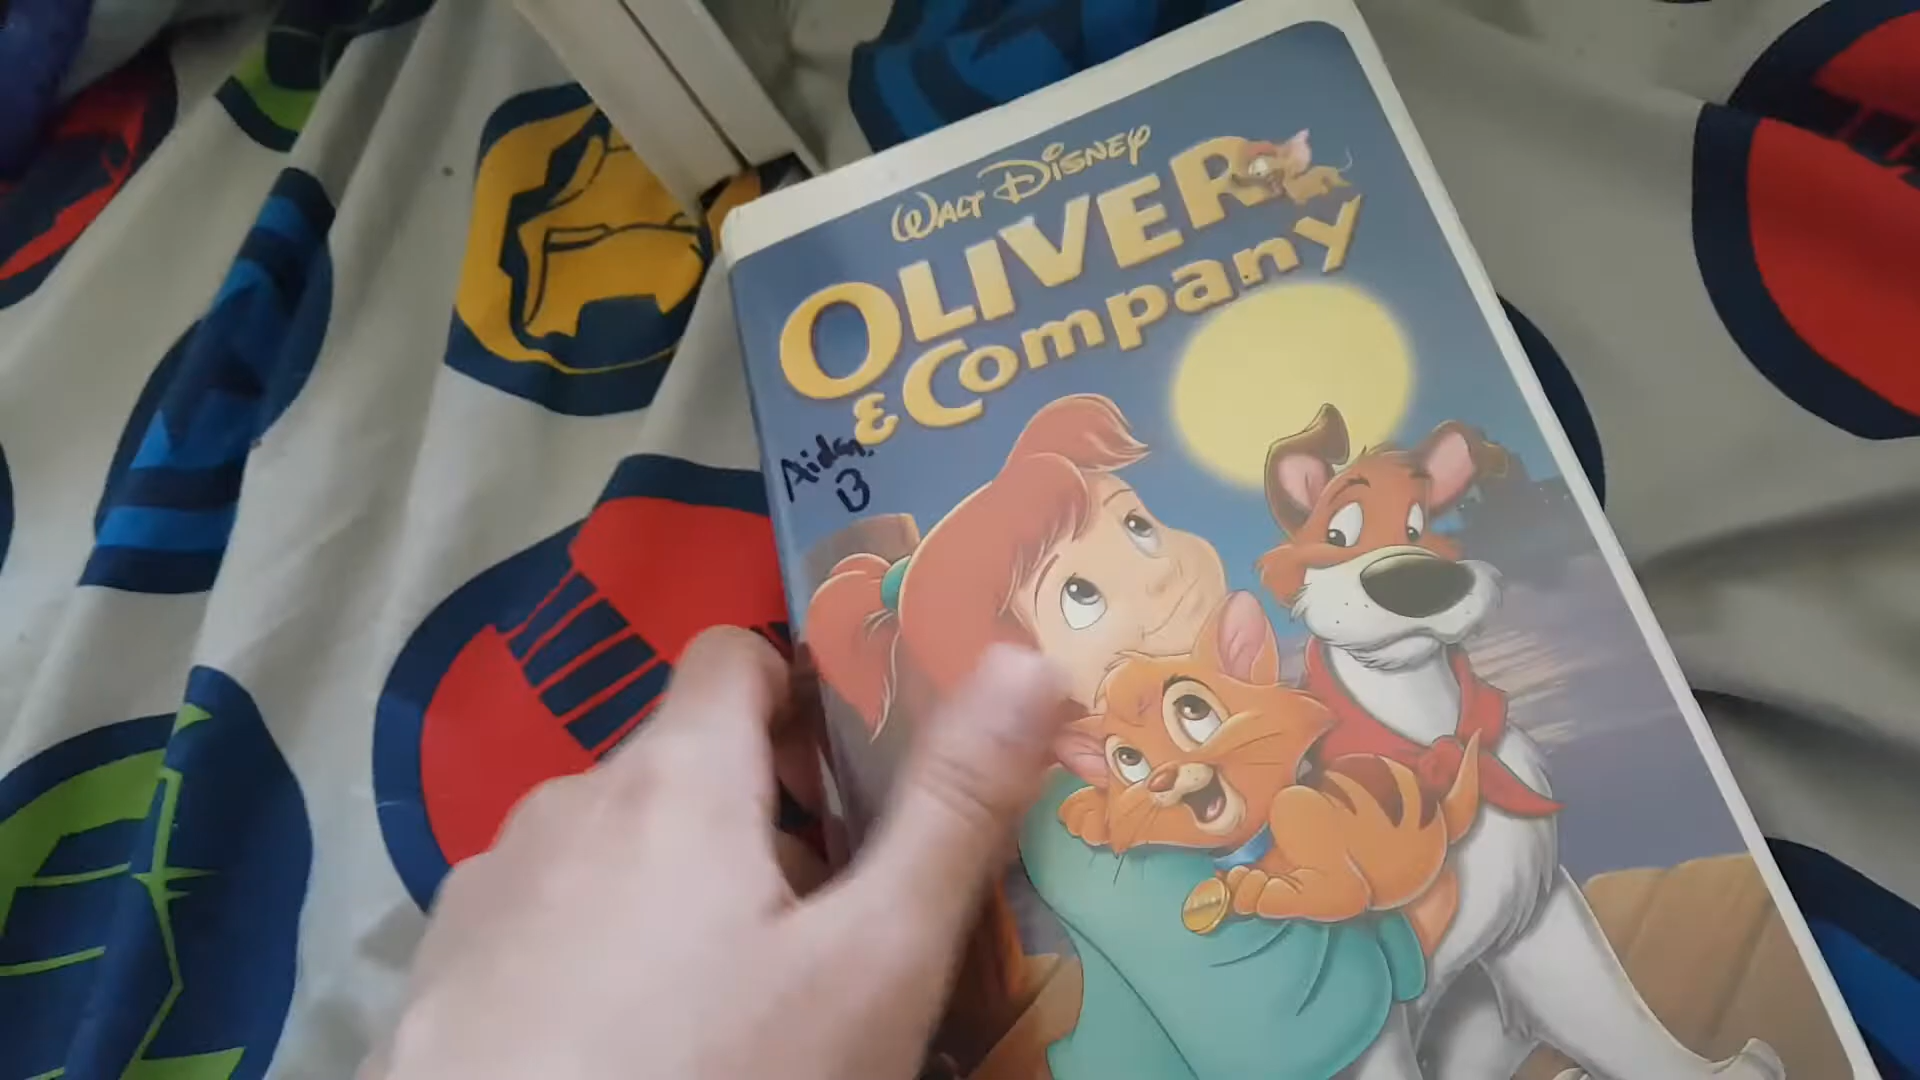 WALT DISNEY
OLIVER
& Company
Aidan.
B